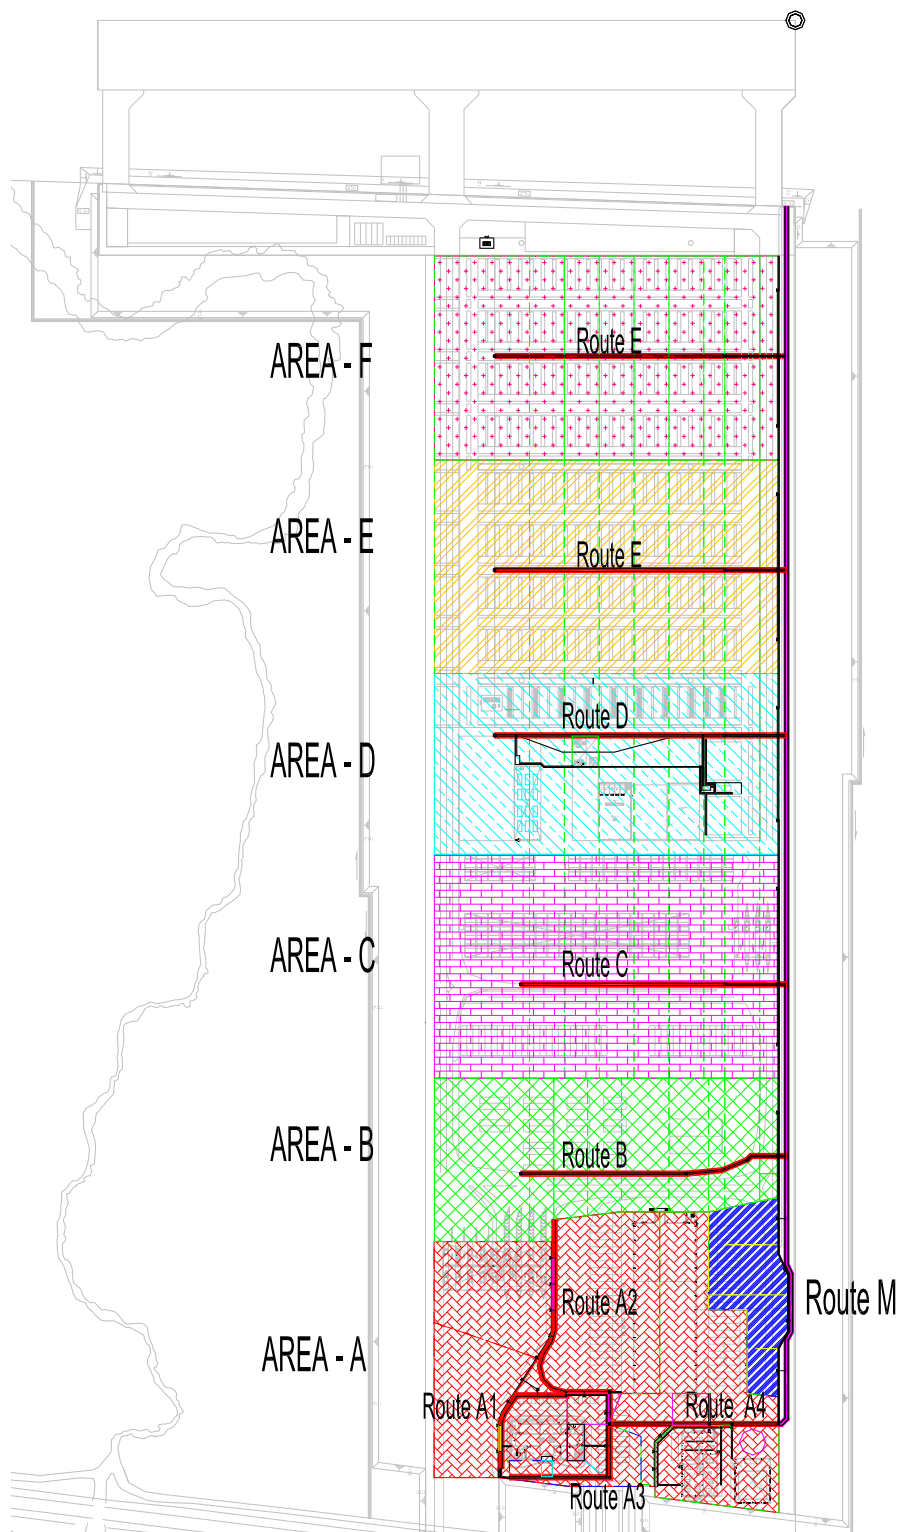 Route E
AREA - F
AREA - E
Route E
Route D
AREA - D
AREA - C
Route C
AREA - B
Route B
Route A2
Route M
AREA - A
Route A1
Route A4
Route A3